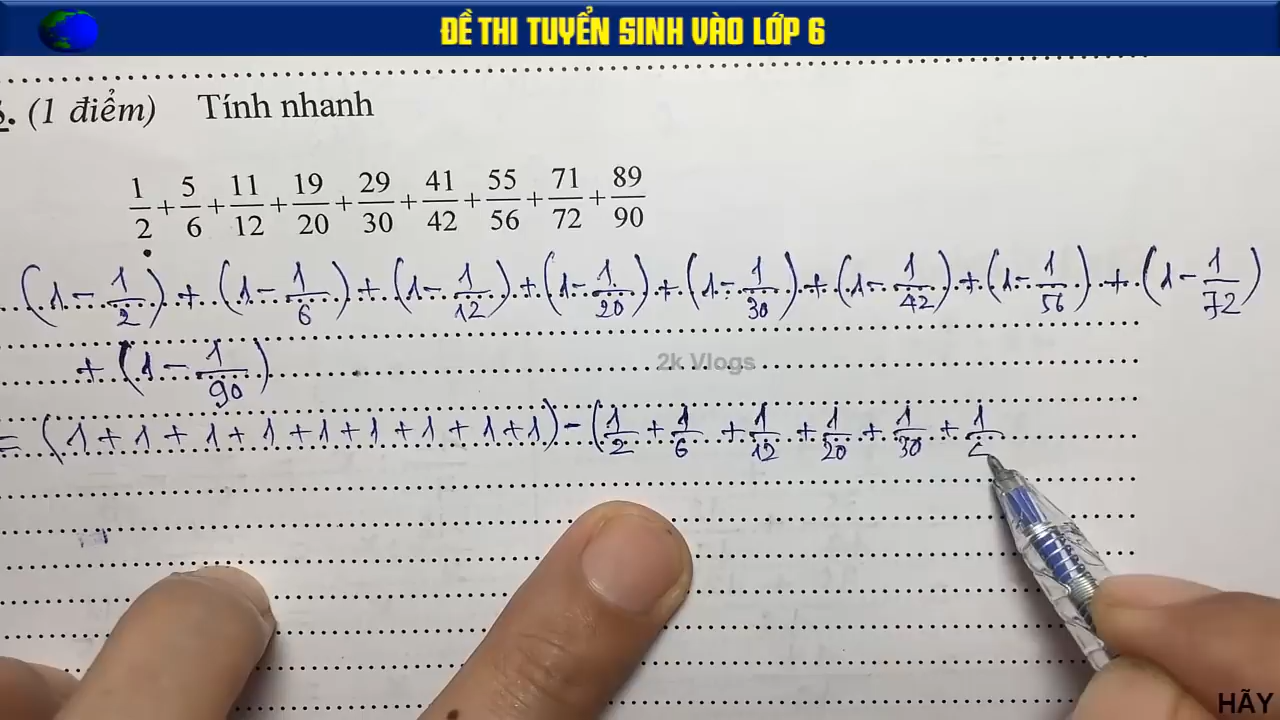 ĐỀ THI TUYỂN SINH VÀO LỚP 6
. (1 điểm) Tính nhanh
1/2 + 5/6 + 11/12 + 19/20 + 29/30 + 41/42 + 55/56 + 71/72 + 89/90
(1 - 1/2) + (1 - 1/6) + (1 - 1/12) + (1 - 1/20) + (1 - 1/30) + (1 - 1/42) + (1 - 1/56) + (1 - 1/72)
+ (1 - 1/90)
2k Vlogs
= (1 + 1 + 1 + 1 + 1 + 1 + 1 + 1 + 1) - (1/2 + 1/6 + 1/12 + 1/20 + 1/30 + 1/
HÃY